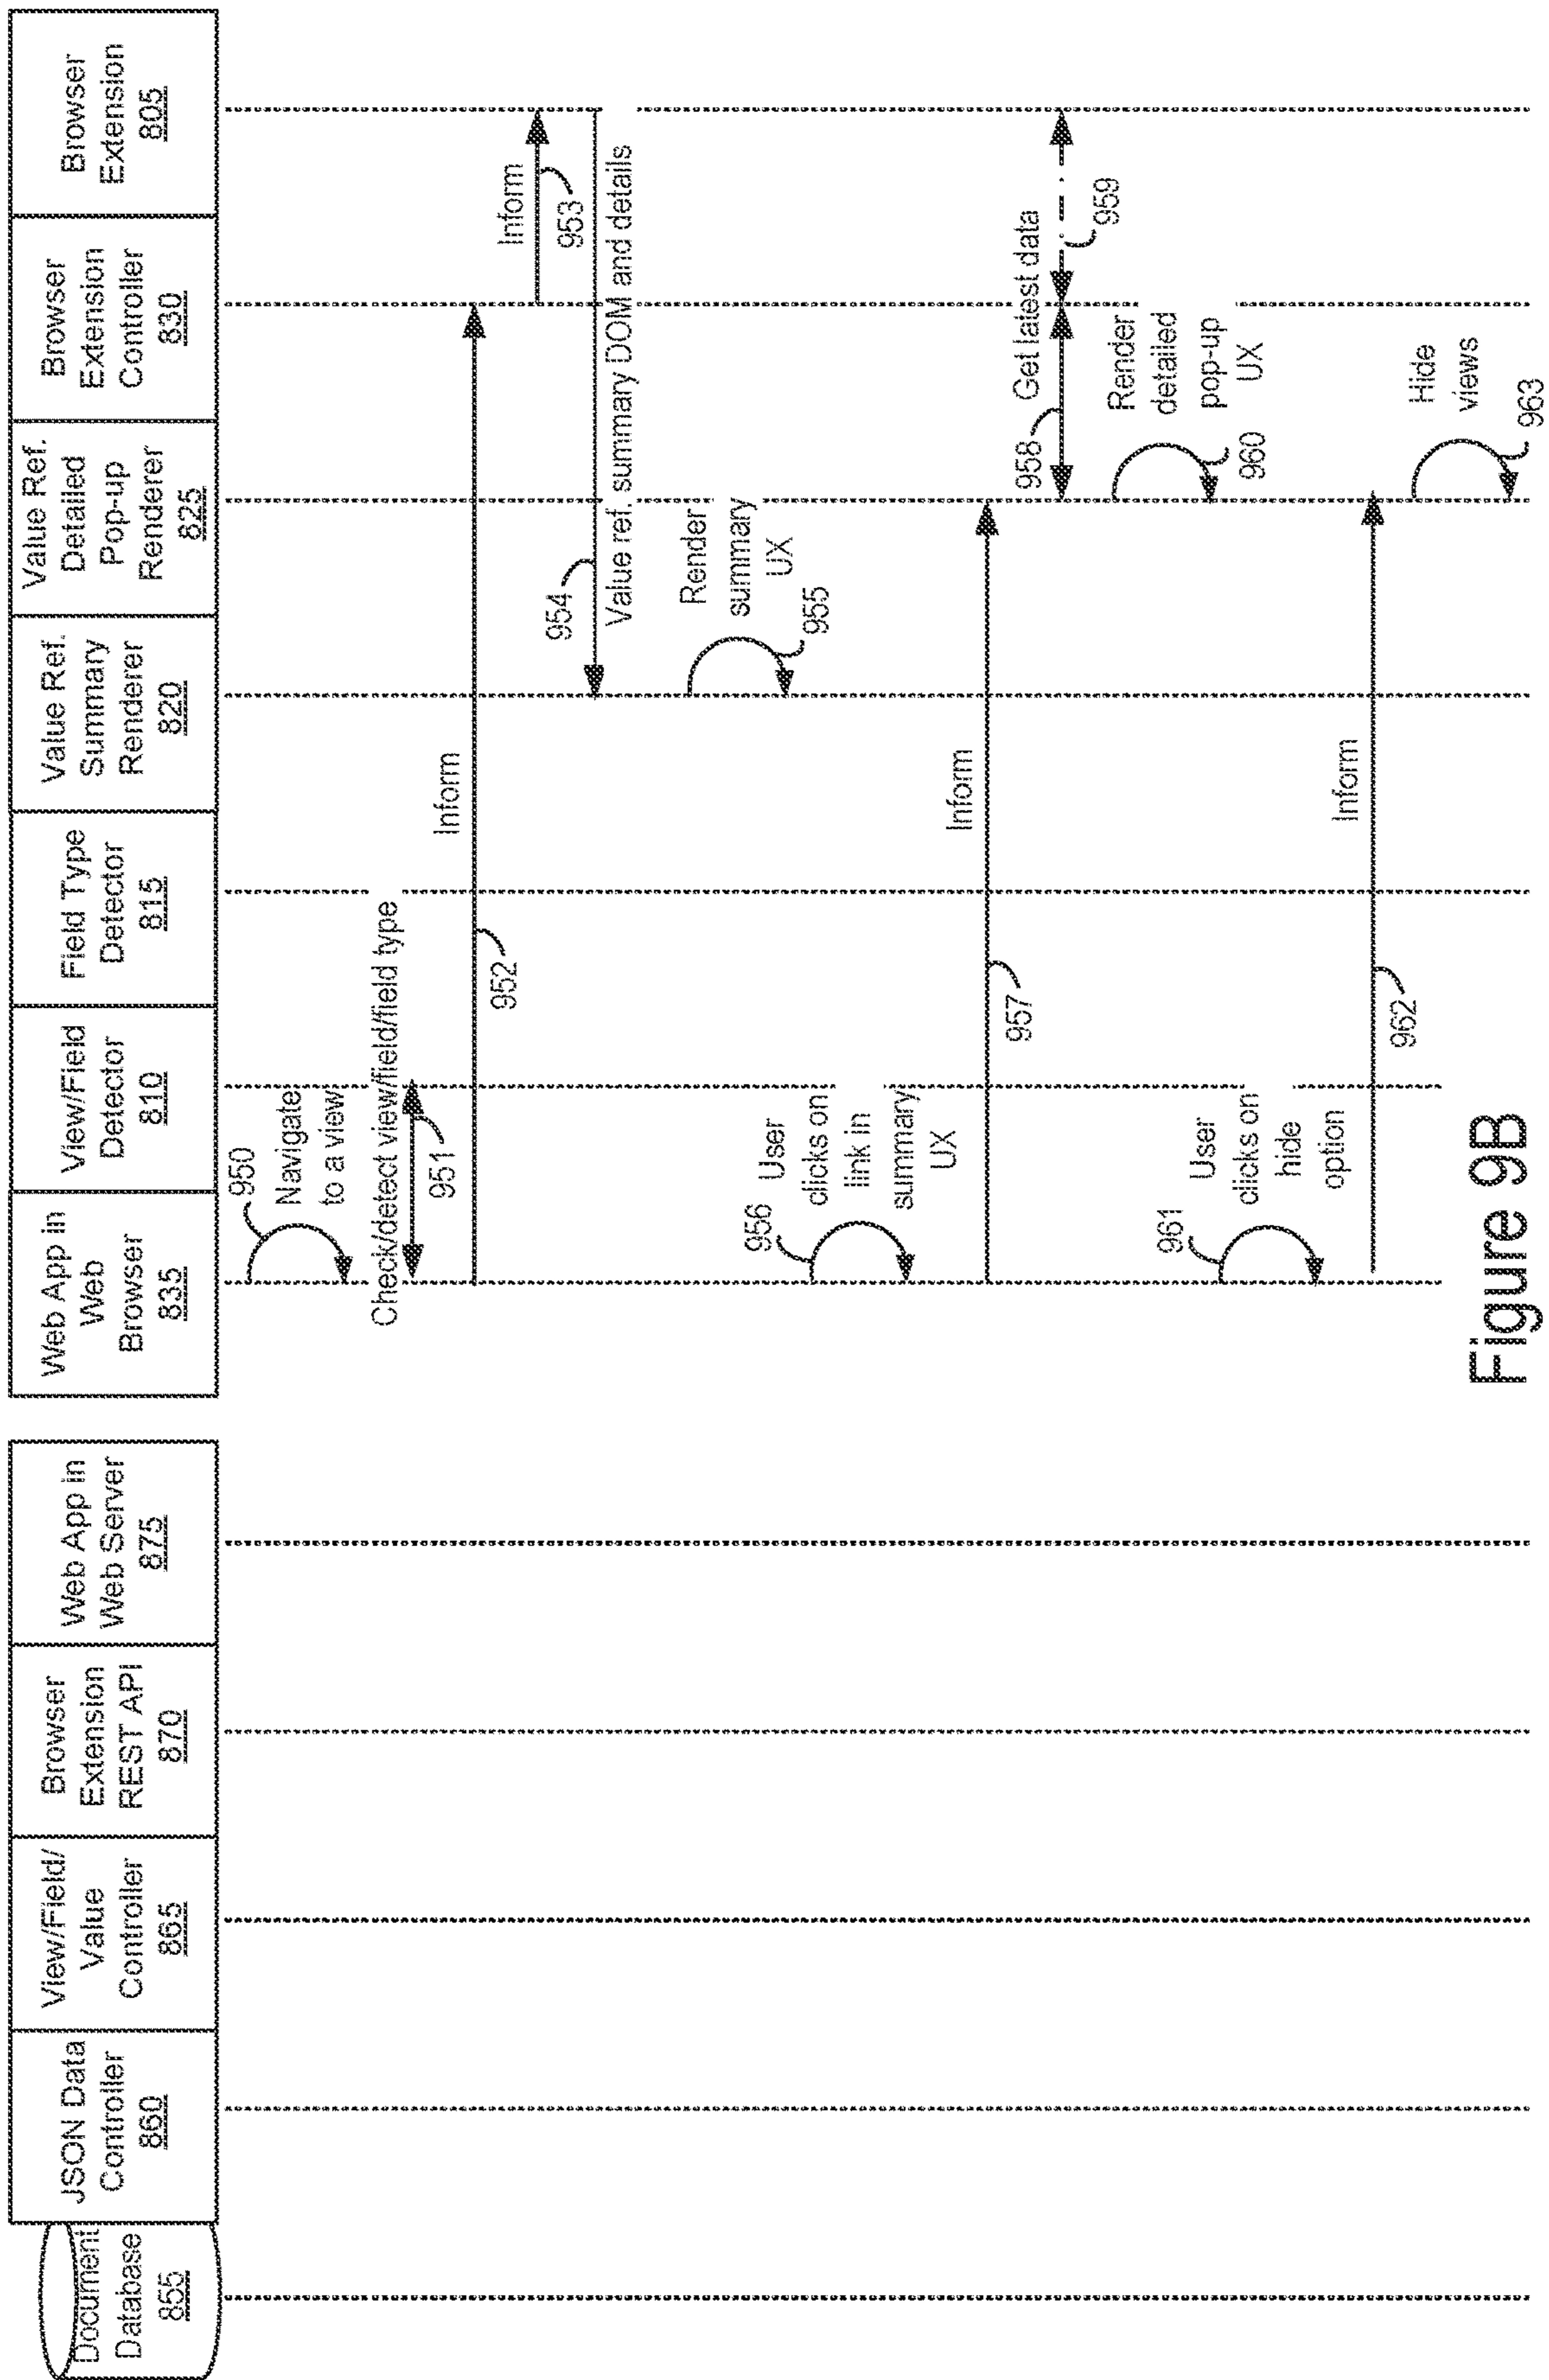 Document
Database
855
JSON Data
Controller
860
View/Field/
Value
Controller
865
Browser
Extension
REST API
870
Web App in
Web Server
875
Web App in
Web
Browser
835
View/Field
Detector
810
Field Type
Detector
815
Value Ref.
Summary
Renderer
820
Value Ref.
Detailed
Pop-up
Renderer
825
Browser
Extension
Controller
830
Browser
Extension
805
950
Navigate
to a view
Check/detect view/field/field type
951
Inform
952
Inform
953
954
Value ref. summary DOM and details
Render
summary
UX
955
956
User
clicks on
link in
summary
UX
Inform
957
958
Get latest data
959
Render
detailed
pop-up
UX
960
961
User
clicks on
hide
option
Inform
962
Hide
views
963
Figure 9B